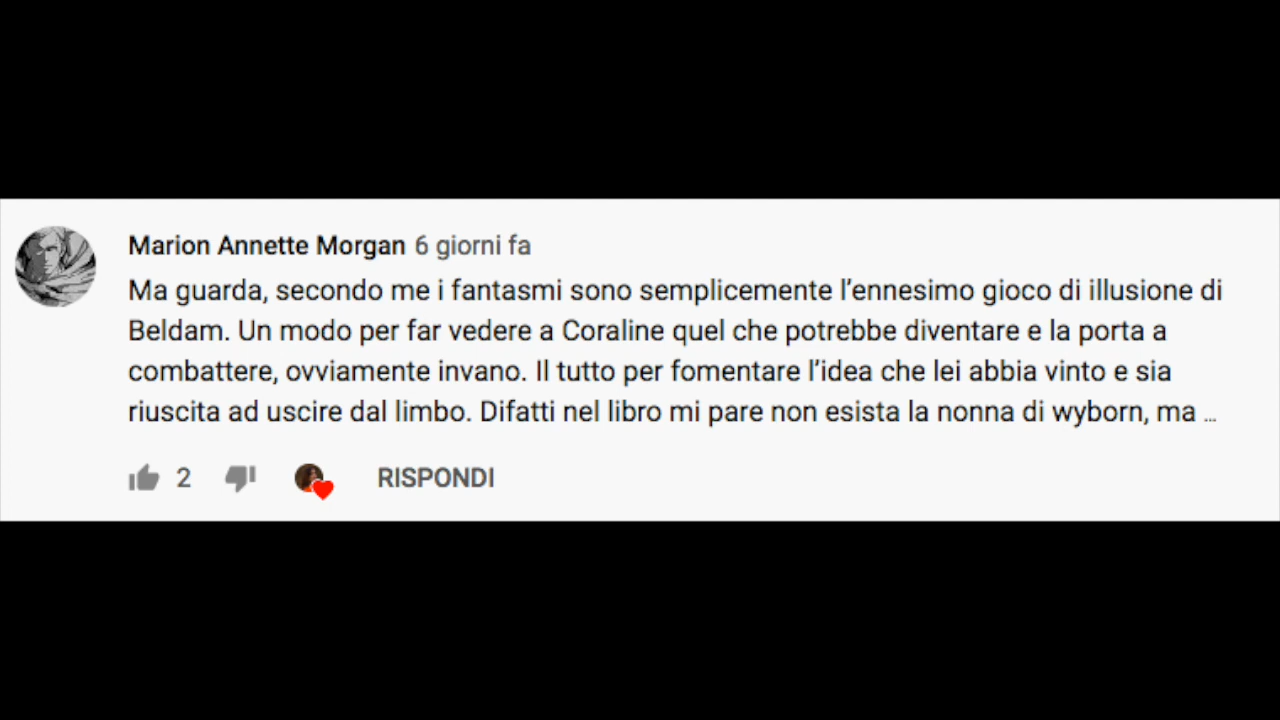 Marion Annette Morgan 6 giorni fa
Ma guarda, secondo me i fantasmi sono semplicemente l’ennesimo gioco di illusione di
Beldam. Un modo per far vedere a Coraline quel che potrebbe diventare e la porta a
combattere, ovviamente invano. Il tutto per fomentare l’idea che lei abbia vinto e sia
riuscita ad uscire dal limbo. Difatti nel libro mi pare non esista la nonna di wyborn, ma ...
2 RISPONDI